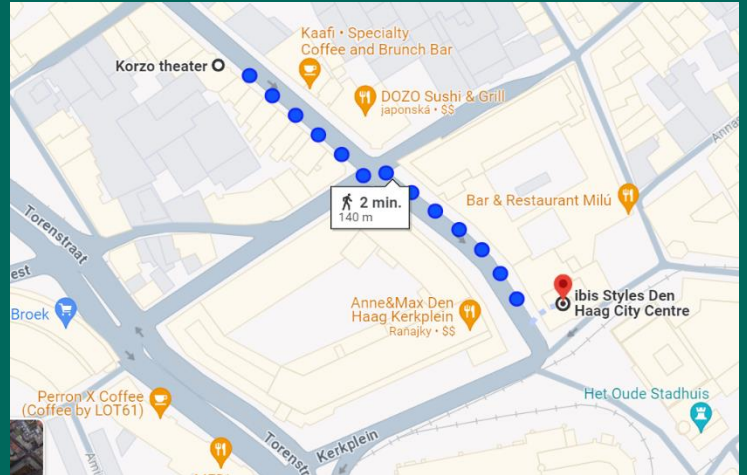 Kaafi • Specialty
Coffee and Brunch Bar
Korzo theater
DOZO Sushi & Grill
japonská • $$
2 min.
140 m
Bar & Restaurant Milú
Torenstraat
est
Broek
Anne&Max Den
Haag Kerkplein
Raňajky • $$
ibis Styles Den
Haag City Centre
Perron X Coffee
(Coffee by LOT61)
Het Oude Stadhuis
Kerkplein
Torenst